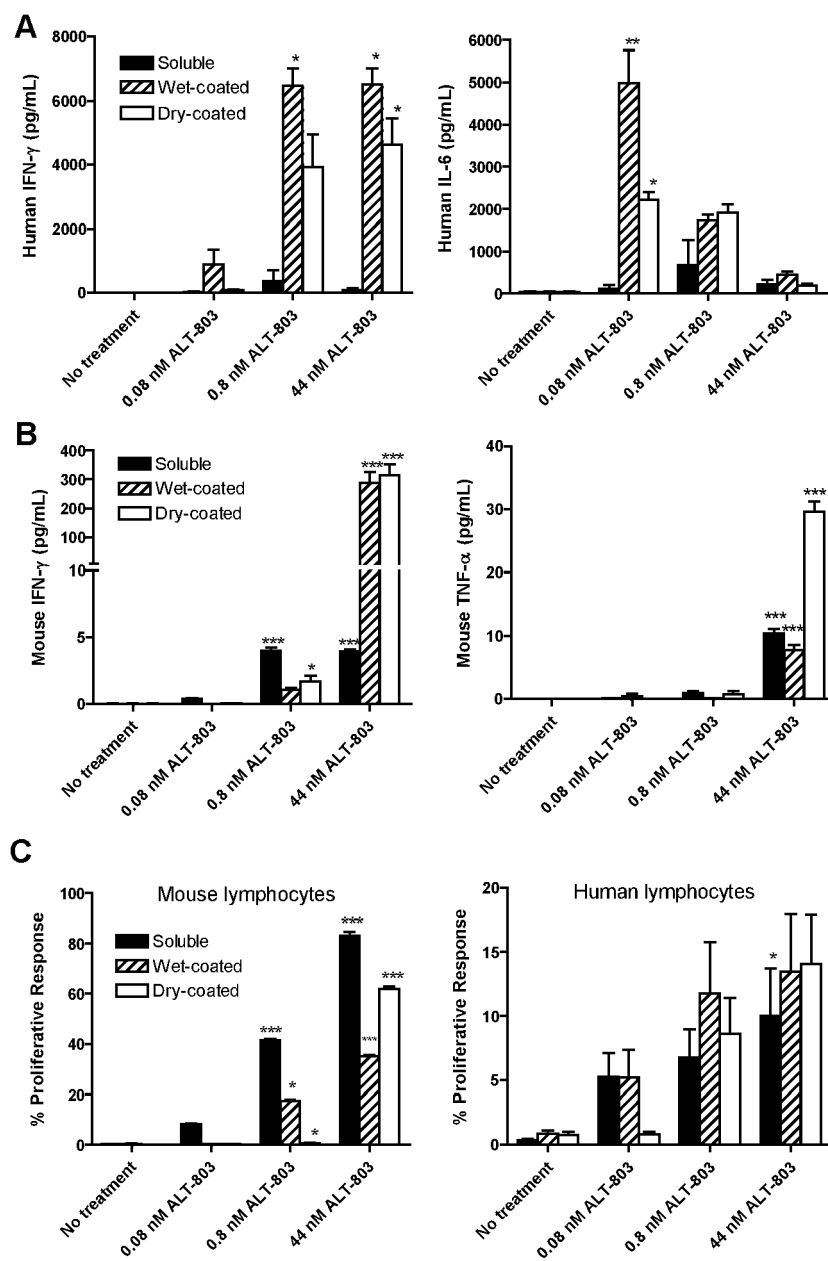 A
Human IFN-γ (pg/mL)
8000
6000
4000
2000
0
Soluble
Wet-coated
Dry-coated
*
*
*
No treatment
0.08 nM ALT-803
0.8 nM ALT-803
44 nM ALT-803
Human IL-6 (pg/mL)
6000
5000
4000
3000
2000
1000
0
**
*
No treatment
0.08 nM ALT-803
0.8 nM ALT-803
44 nM ALT-803
B
Mouse IFN-γ (pg/mL)
400
300
200
100
10
5
0
Soluble
Wet-coated
Dry-coated
***
*
***
***
***
No treatment
0.08 nM ALT-803
0.8 nM ALT-803
44 nM ALT-803
Mouse TNF-α (pg/mL)
40
30
20
10
0
***
***
***
No treatment
0.08 nM ALT-803
0.8 nM ALT-803
44 nM ALT-803
C
Mouse lymphocytes
% Proliferative Response
100
80
60
40
20
0
Soluble
Wet-coated
Dry-coated
***
*
*
***
***
***
No treatment
0.08 nM ALT-803
0.8 nM ALT-803
44 nM ALT-803
Human lymphocytes
% Proliferative Response
20
15
10
5
0
*
No treatment
0.08 nM ALT-803
0.8 nM ALT-803
44 nM ALT-803